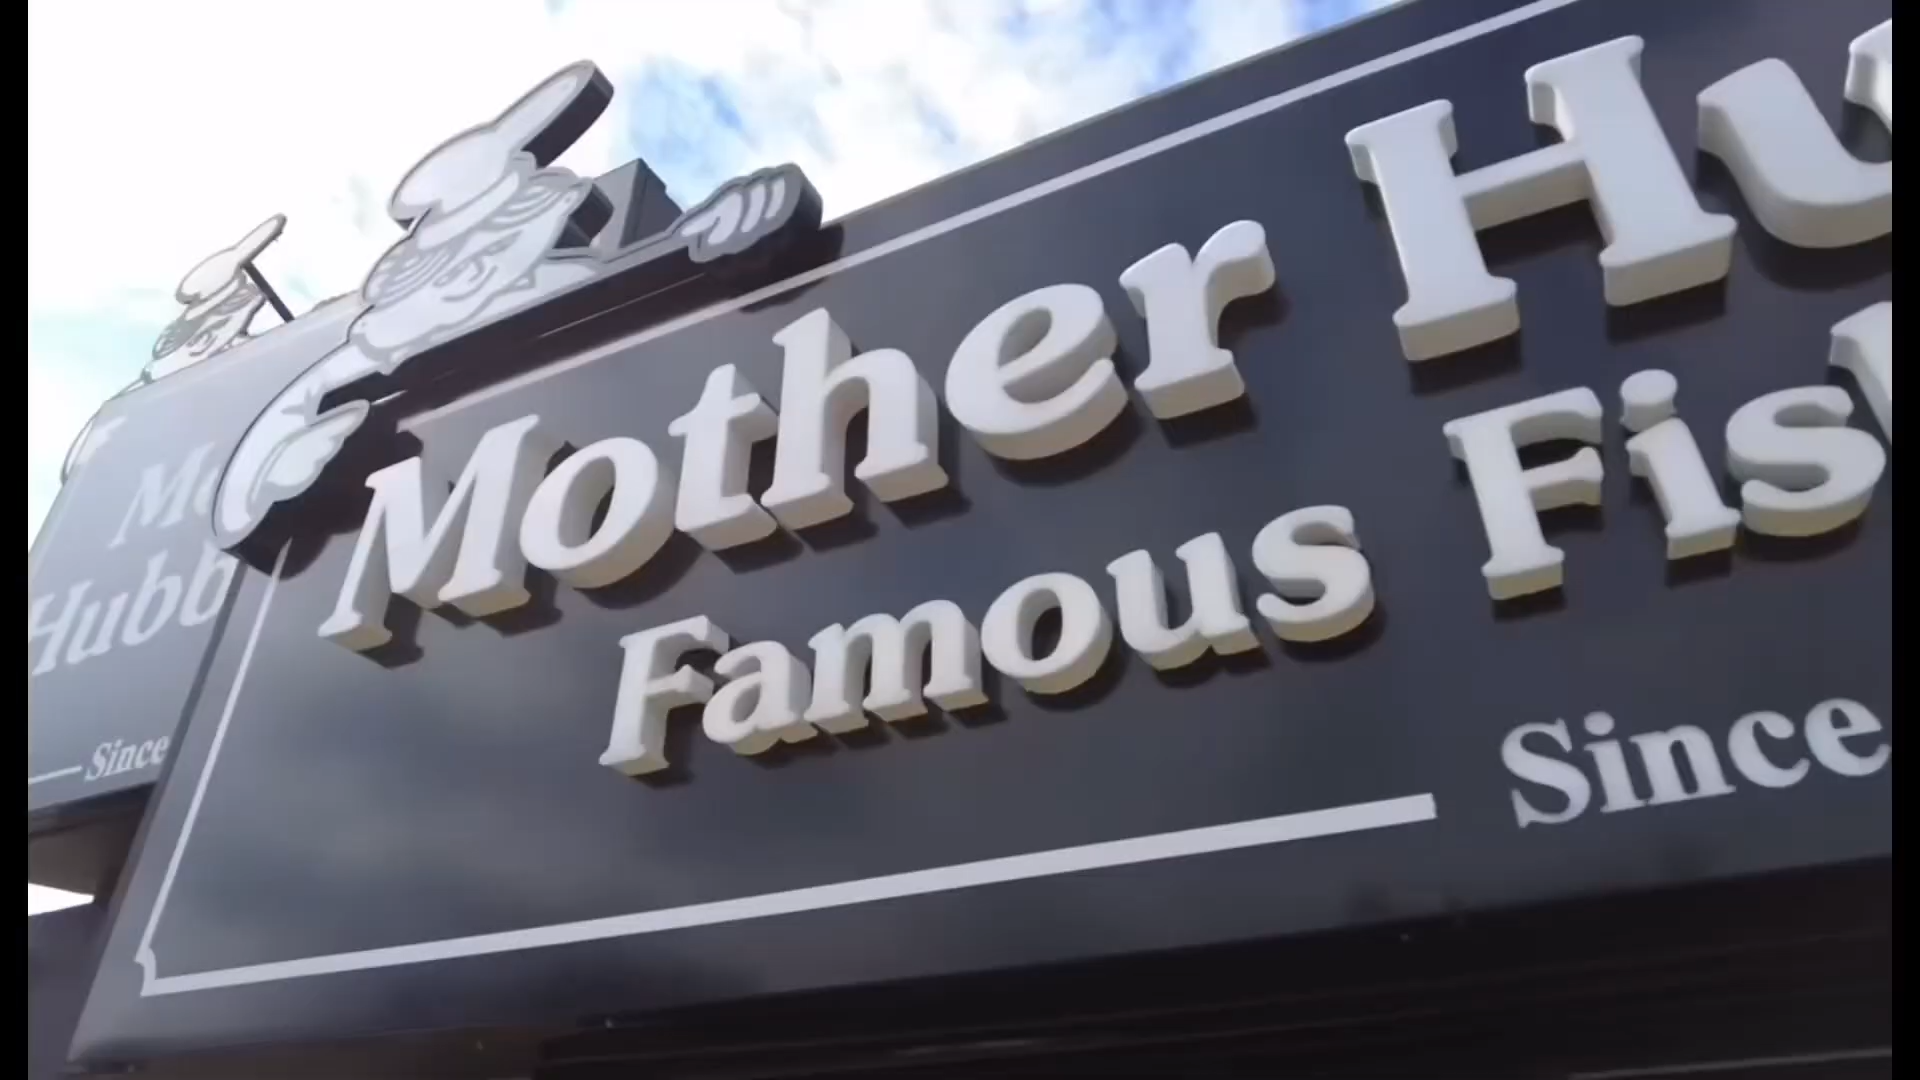 Mother Hu
Famous Fis
Since
Mo
Hubb
Since